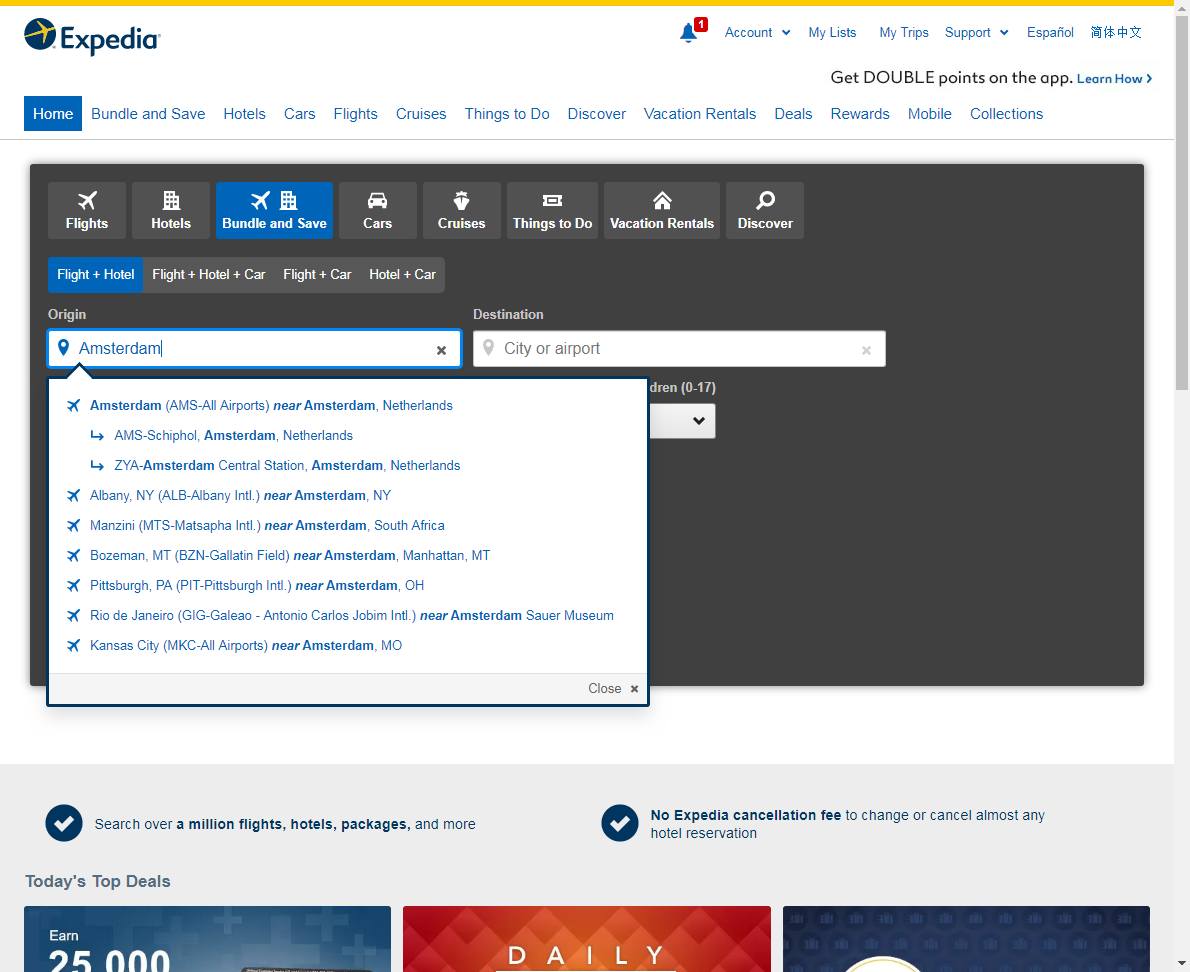 Expedia
1
Account
My Lists
My Trips
Support
Español
简体中文
Get DOUBLE points on the app. Learn How ›
Home
Bundle and Save
Hotels
Cars
Flights
Cruises
Things to Do
Discover
Vacation Rentals
Deals
Rewards
Mobile
Collections
Flights
Hotels
Bundle and Save
Cars
Cruises
Things to Do
Vacation Rentals
Discover
Flight + Hotel
Flight + Hotel + Car
Flight + Car
Hotel + Car
Origin
Destination
Amsterdam
City or airport
dren (0-17)
Amsterdam (AMS-All Airports) near Amsterdam, Netherlands
AMS-Schiphol, Amsterdam, Netherlands
ZYA-Amsterdam Central Station, Amsterdam, Netherlands
Albany, NY (ALB-Albany Intl.) near Amsterdam, NY
Manzini (MTS-Matsapha Intl.) near Amsterdam, South Africa
Bozeman, MT (BZN-Gallatin Field) near Amsterdam, Manhattan, MT
Pittsburgh, PA (PIT-Pittsburgh Intl.) near Amsterdam, OH
Rio de Janeiro (GIG-Galeao - Antonio Carlos Jobim Intl.) near Amsterdam Sauer Museum
Kansas City (MKC-All Airports) near Amsterdam, MO
Close
Search over a million flights, hotels, packages, and more
No Expedia cancellation fee to change or cancel almost any
hotel reservation
Today's Top Deals
Earn
25,000
DAILY